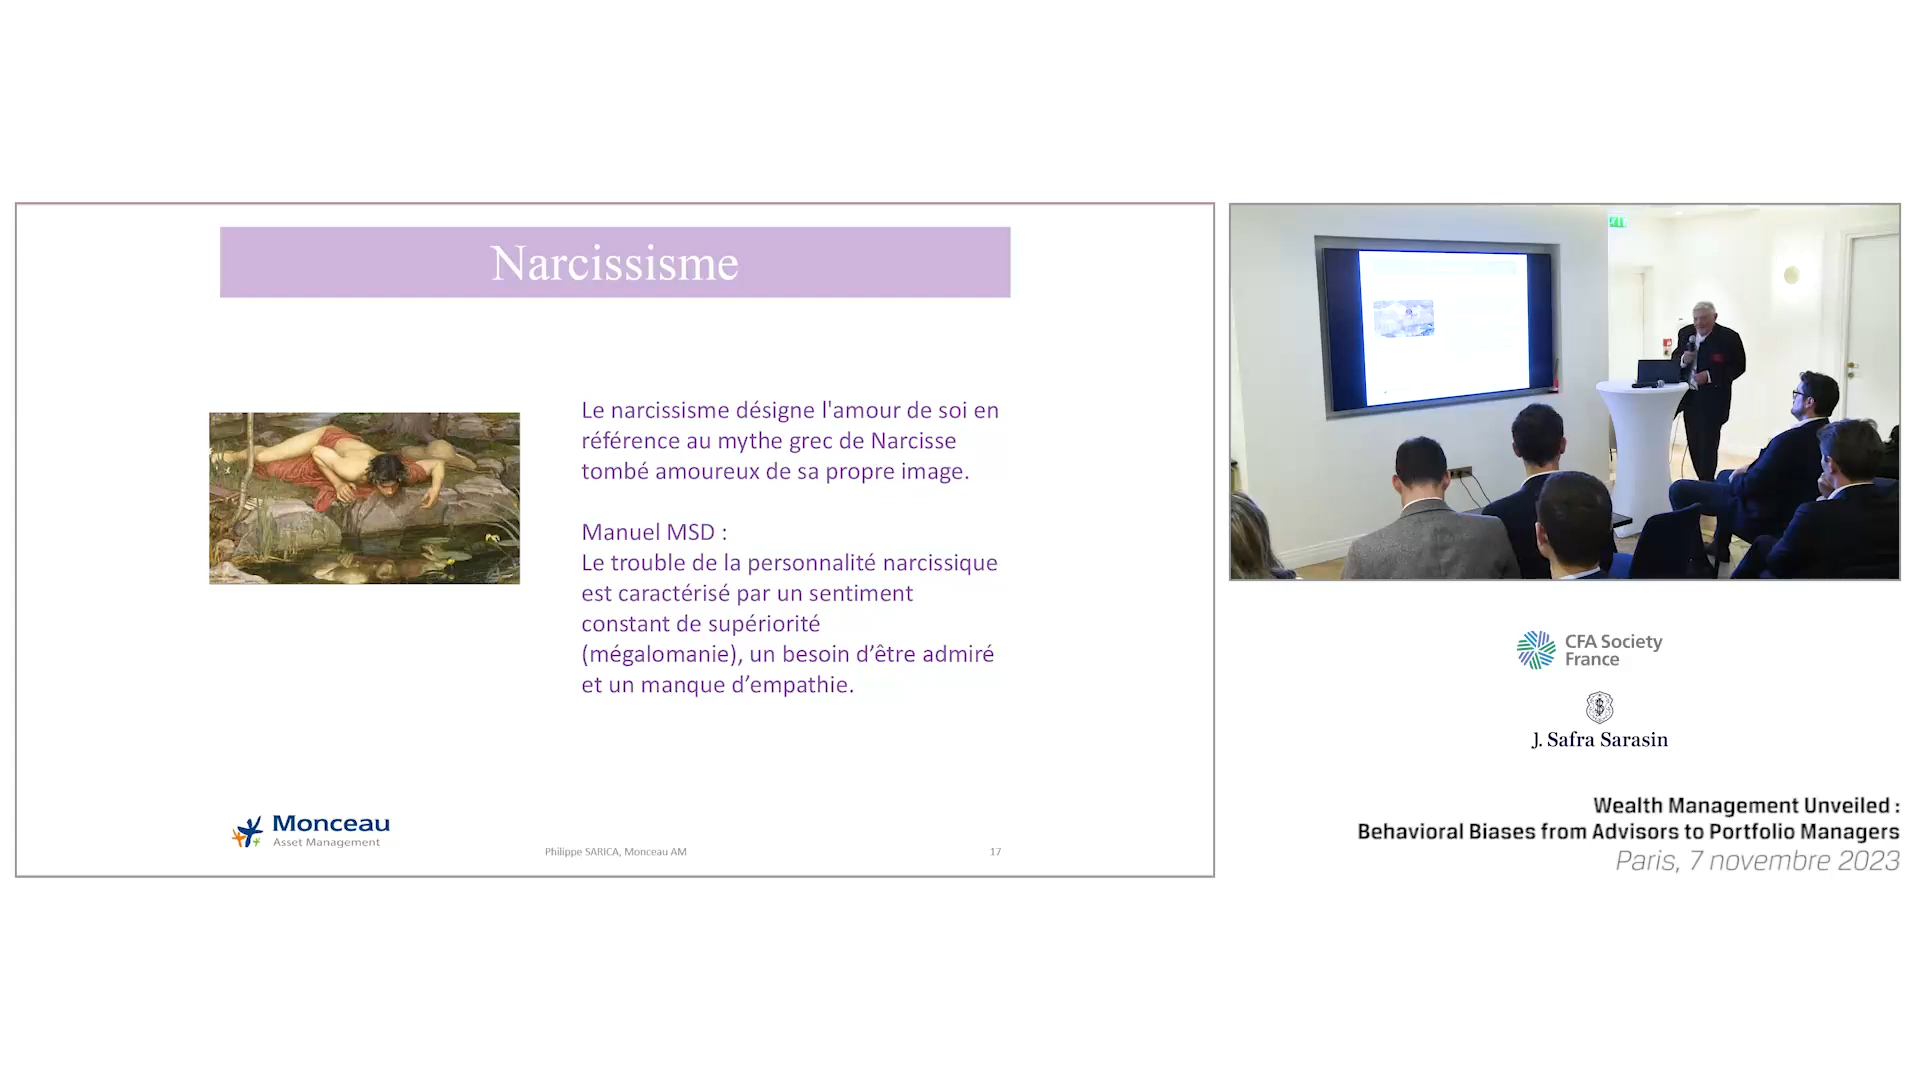 Narcissisme
Le narcissisme désigne l'amour de soi en
référence au mythe grec de Narcisse
tombé amoureux de sa propre image.
Manuel MSD :
Le trouble de la personnalité narcissique
est caractérisé par un sentiment
constant de supériorité
(mégalomanie), un besoin d’être admiré
et un manque d’empathie.
Monceau
Asset Management
Philippe SARICA, Monceau AM
17
CFA Society
France
J. Safra Sarasin
Wealth Management Unveiled :
Behavioral Biases from Advisors to Portfolio Managers
Paris, 7 novembre 2023